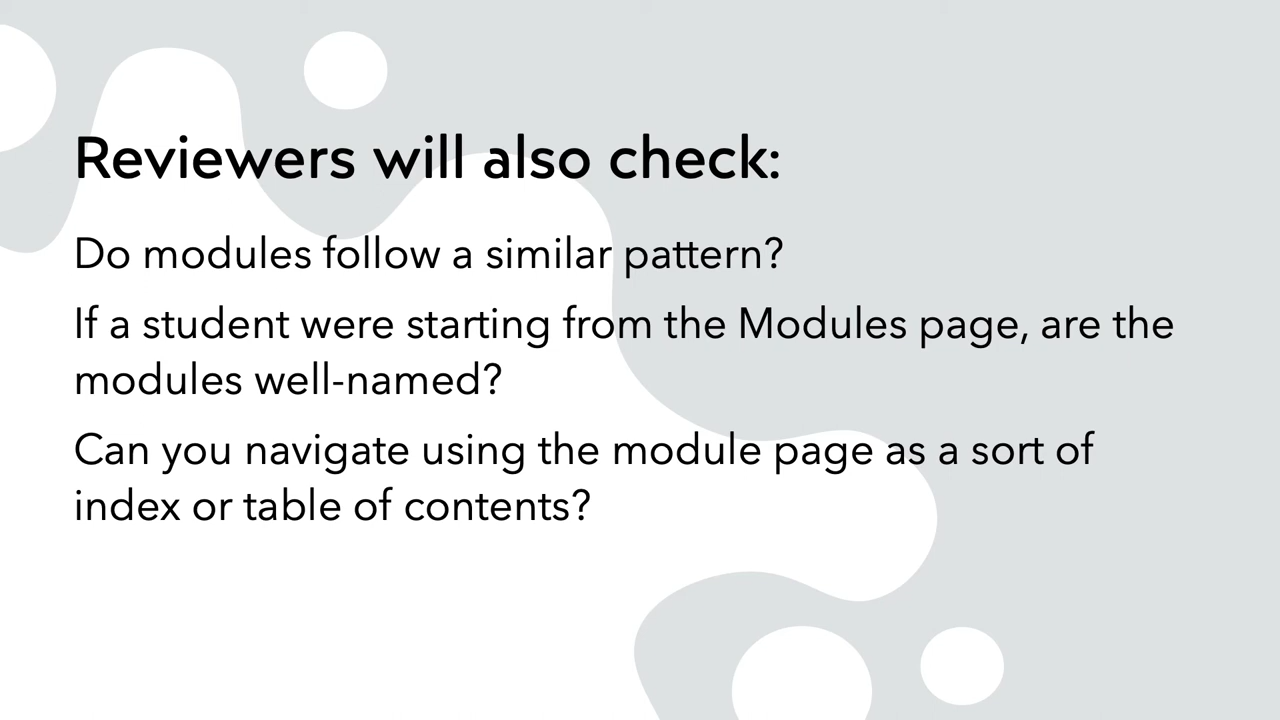 Reviewers will also check:
Do modules follow a similar pattern?
If a student were starting from the Modules page, are the
modules well-named?
Can you navigate using the module page as a sort of
index or table of contents?